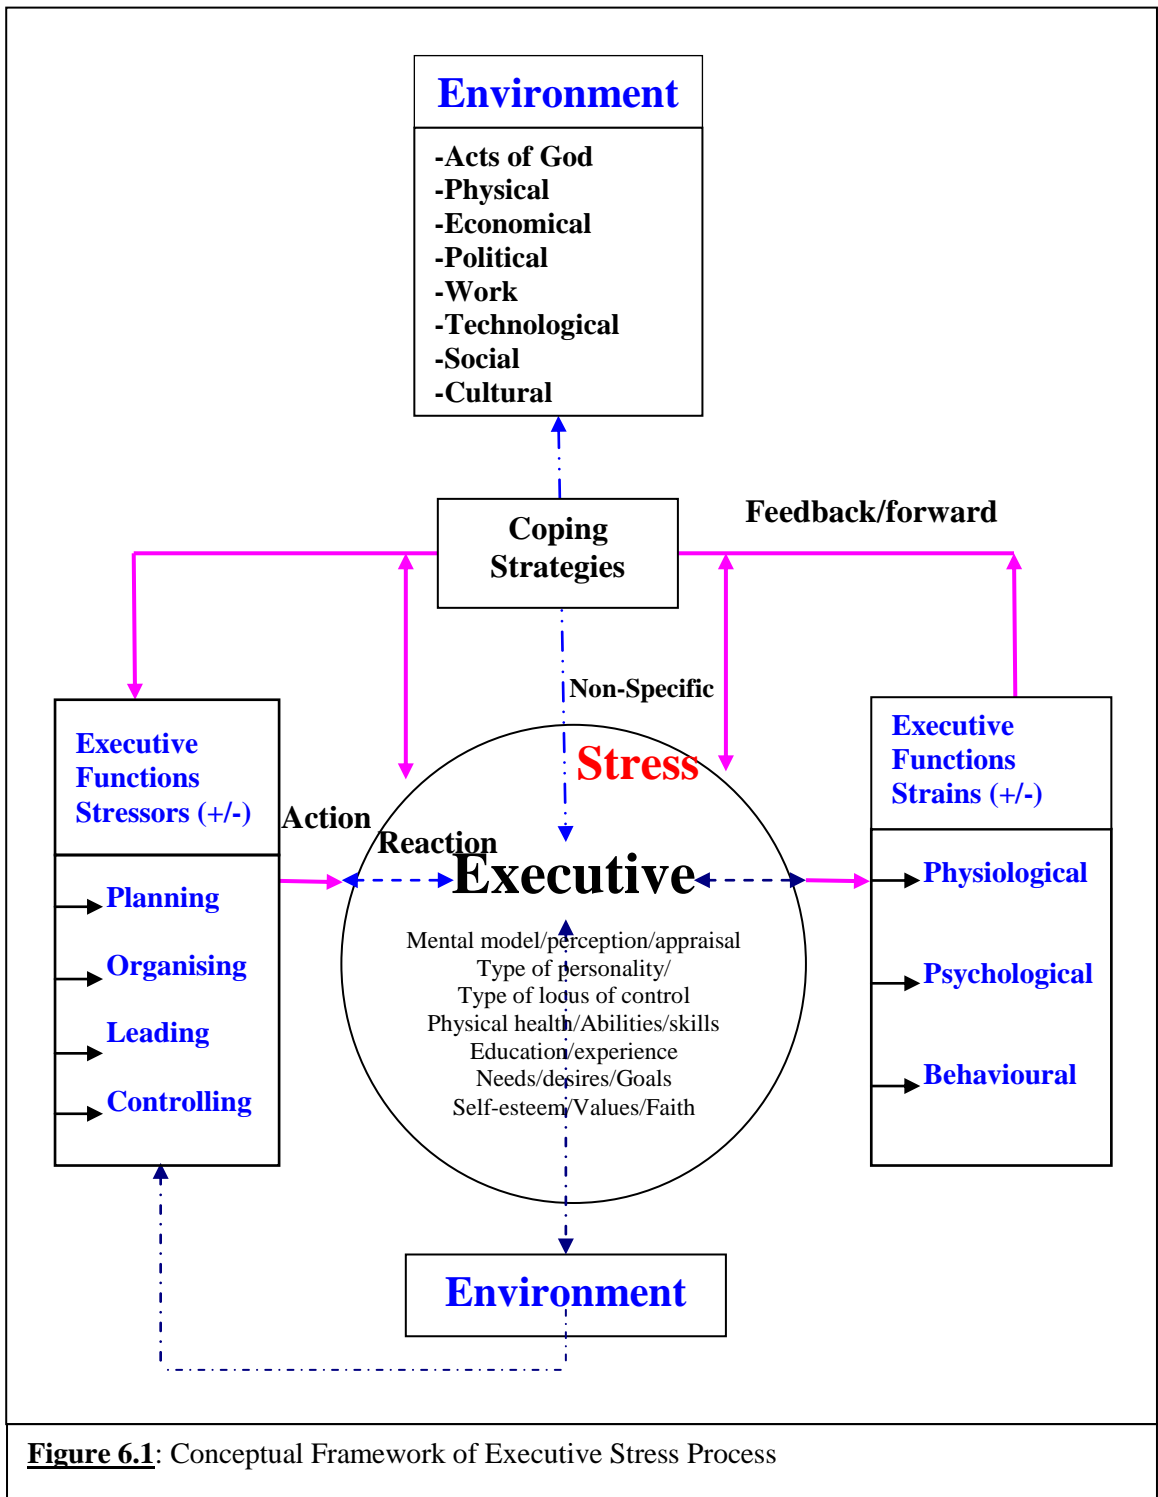 Environment
-Acts of God
-Physical
-Economical
-Political
-Work
-Technological
-Social
-Cultural
Coping
Strategies
Feedback/forward
Non-Specific
Executive
Functions
Stressors (+/-)
Planning
Organising
Leading
Controlling
Action
Reaction
Stress
Executive
Mental model/perception/appraisal
Type of personality/
Type of locus of control
Physical health/Abilities/skills
Education/experience
Needs/desires/Goals
Self-esteem/Values/Faith
Executive
Functions
Strains (+/-)
Physiological
Psychological
Behavioural
Environment
Figure 6.1: Conceptual Framework of Executive Stress Process